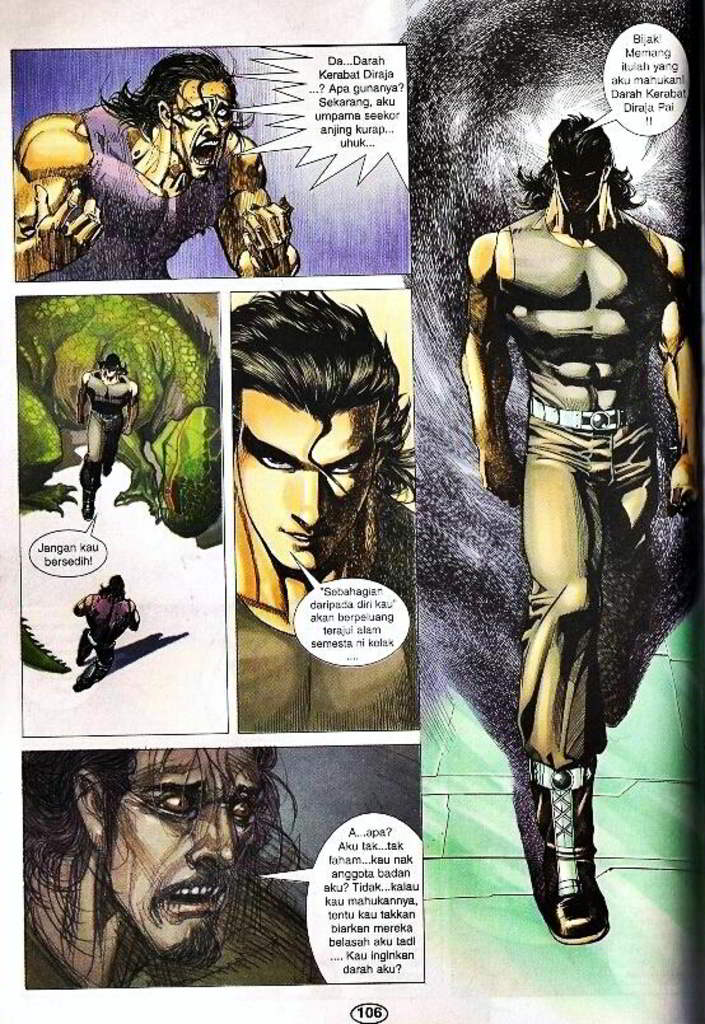 Da...Darah
Kerabat Diraja
...? Apa gunanya?
Sekarang, aku
umpama seekor
anjing kurap...
uhuk...
Bijak!
Memang
itulah yang
aku mahukan!
Darah Kerabat
Diraja Pai
!!
Jangan kau
bersedih!
"Sebahagian
daripada diri kau"
akan berpeluang
terajui alam
semesta ni kelak
....
A...apa?
Aku tak...tak
faham...kau nak
anggota badan
aku? Tidak...kalau
kau mahukannya,
tentu kau takkan
biarkan mereka
belasah aku tadi
.... Kau inginkan
darah aku?
106